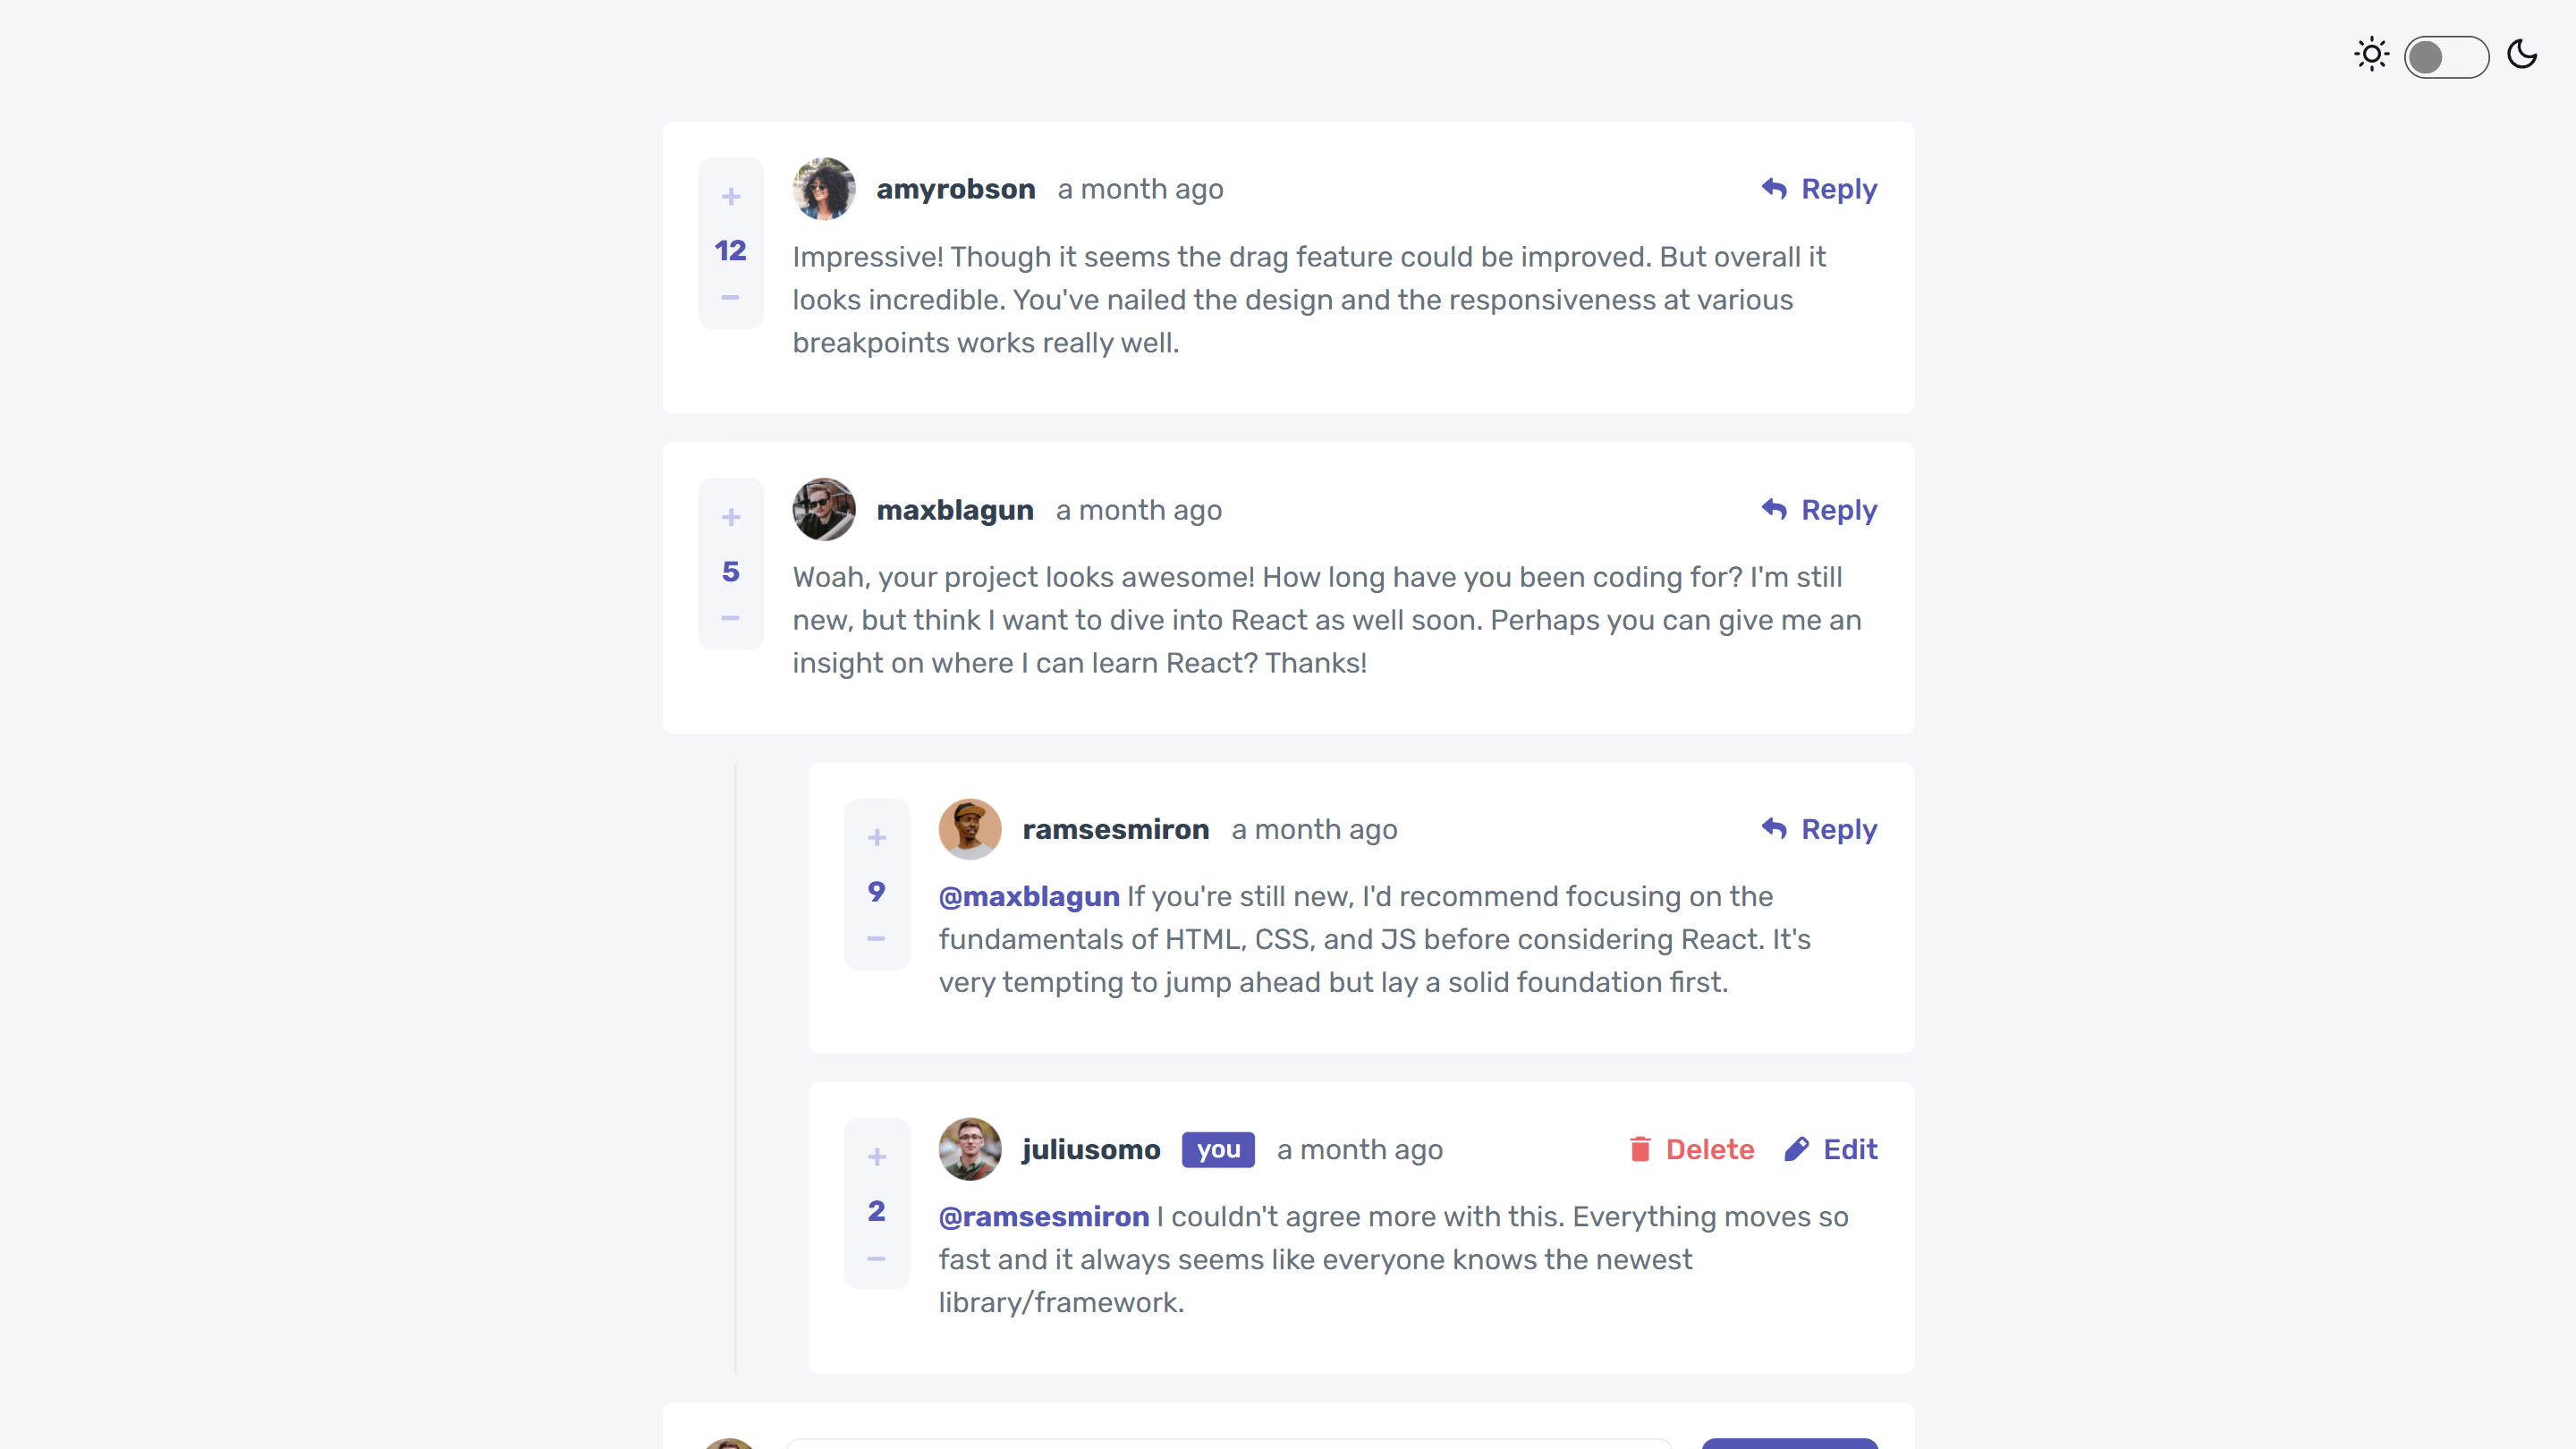 amyrobson a month ago Reply
12
Impressive! Though it seems the drag feature could be improved. But overall it
looks incredible. You've nailed the design and the responsiveness at various
breakpoints works really well.
maxblagun a month ago Reply
5
Woah, your project looks awesome! How long have you been coding for? I'm still
new, but think I want to dive into React as well soon. Perhaps you can give me an
insight on where I can learn React? Thanks!
ramsesmiron a month ago Reply
9
@maxblagun If you're still new, I'd recommend focusing on the
fundamentals of HTML, CSS, and JS before considering React. It's
very tempting to jump ahead but lay a solid foundation first.
juliusomo you a month ago Delete Edit
2
@ramsesmiron I couldn't agree more with this. Everything moves so
fast and it always seems like everyone knows the newest
library/framework.